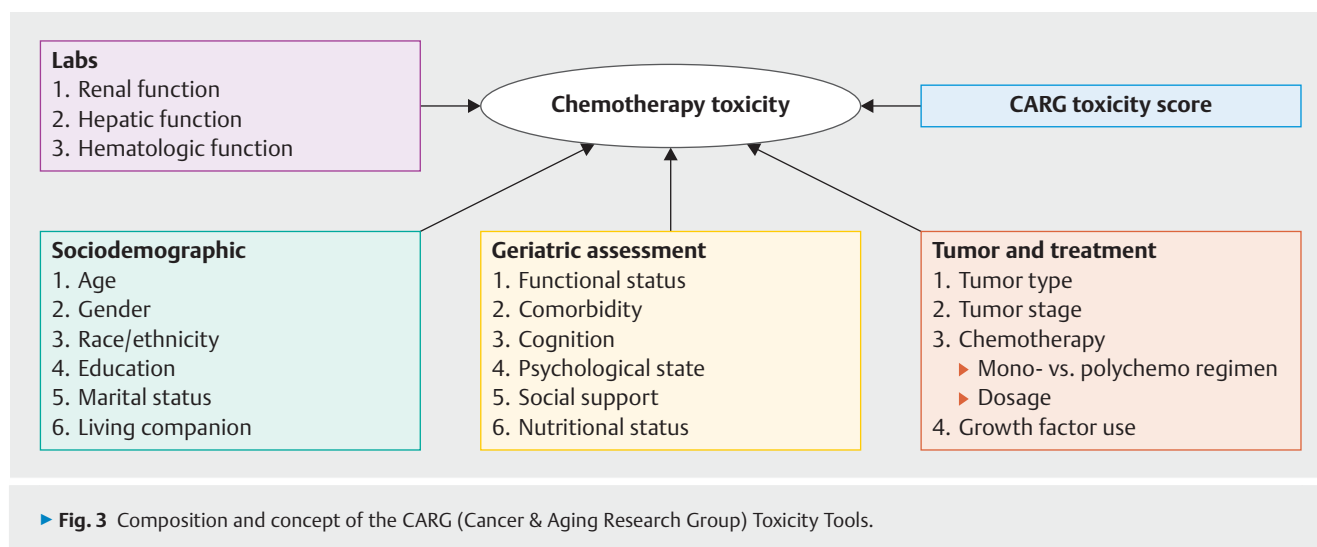 Labs
1. Renal function
2. Hepatic function
3. Hematologic function
Chemotherapy toxicity
CARG toxicity score
Sociodemographic
1. Age
2. Gender
3. Race/ethnicity
4. Education
5. Marital status
6. Living companion
Geriatric assessment
1. Functional status
2. Comorbidity
3. Cognition
4. Psychological state
5. Social support
6. Nutritional status
Tumor and treatment
1. Tumor type
2. Tumor stage
3. Chemotherapy
▶ Mono- vs. polychemo regimen
▶ Dosage
4. Growth factor use
▶ Fig. 3 Composition and concept of the CARG (Cancer & Aging Research Group) Toxicity Tools.